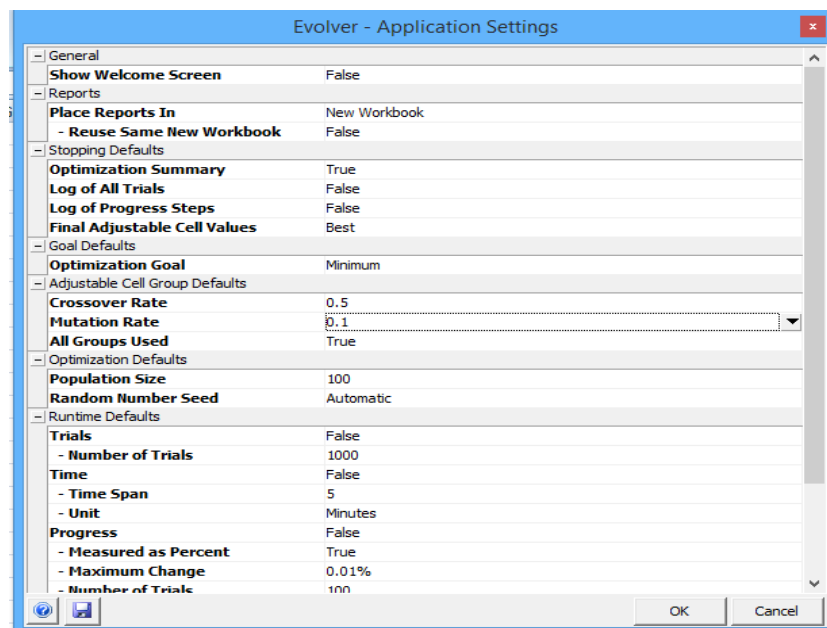 Evolver - Application Settings
General
Show Welcome Screen False
Reports
Place Reports In New Workbook
- Reuse Same New Workbook False
Stopping Defaults
Optimization Summary True
Log of All Trials False
Log of Progress Steps False
Final Adjustable Cell Values Best
Goal Defaults
Optimization Goal Minimum
Adjustable Cell Group Defaults
Crossover Rate 0.5
Mutation Rate 0.1
All Groups Used True
Optimization Defaults
Population Size 100
Random Number Seed Automatic
Runtime Defaults
Trials False
- Number of Trials 1000
Time False
- Time Span 5
- Unit Minutes
Progress False
- Measured as Percent True
- Maximum Change 0.01%
- Number of Trials 100
OK Cancel